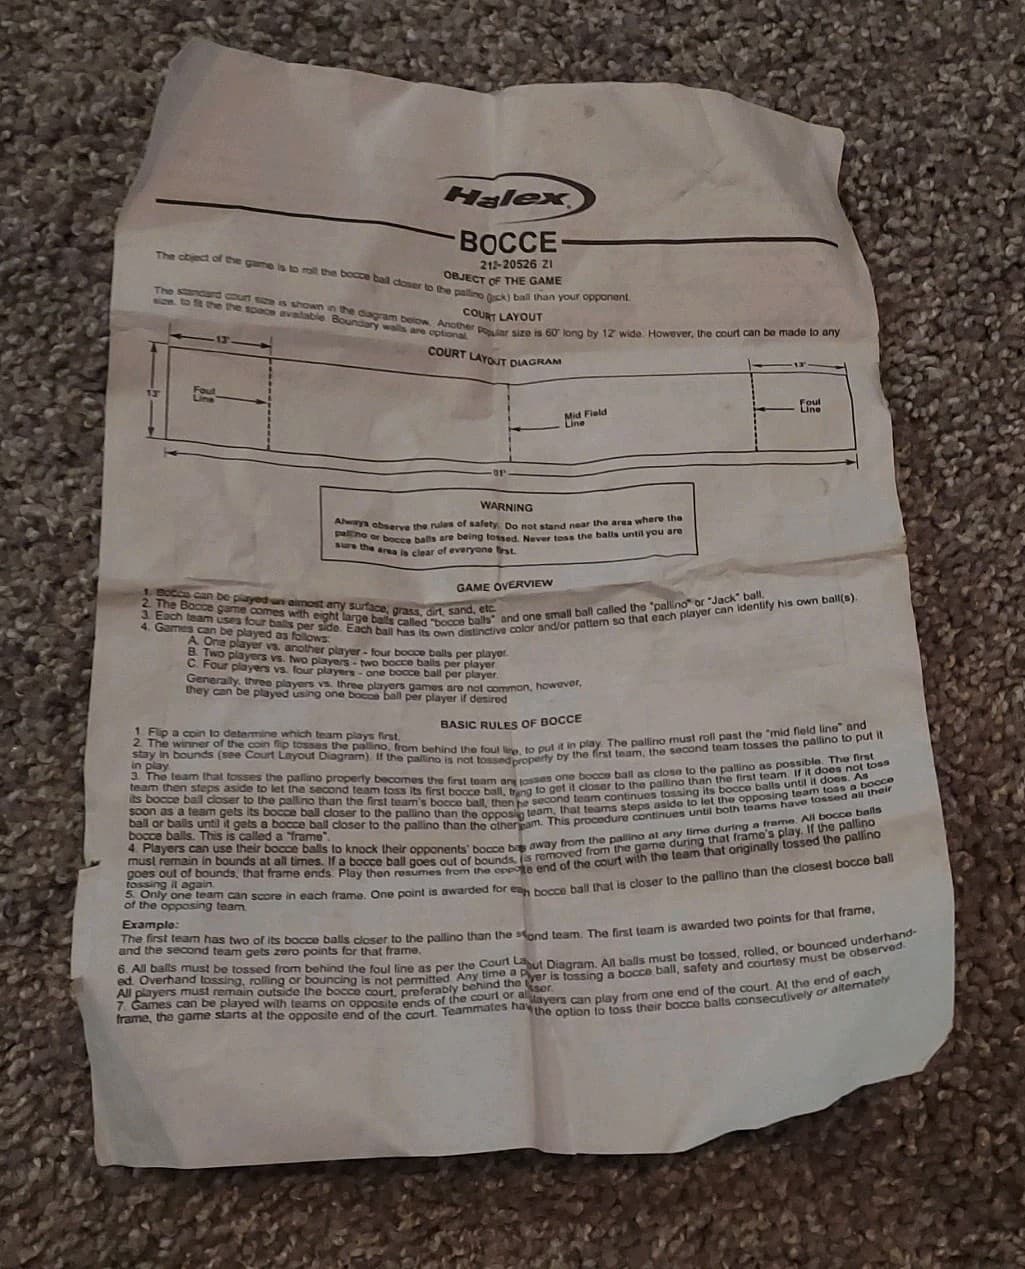 Halex
BOCCE
212-20526 ZI
OBJECT OF THE GAME
The object of the game is to roll the bocce ball closer to the pallino (jack) ball than your opponent.
COURT LAYOUT
The standard court size is shown in the diagram below. Another Popular size is 60' long by 12' wide. However, the court can be made to any
size, to fit the the space available. Boundary walls are optional.
COURT LAYOUT DIAGRAM
13'
13'
13'
Foul
Line
Mid Field
Line
Foul
Line
91'
WARNING
Always observe the rules of safety. Do not stand near the area where the
pallino or bocce balls are being tossed. Never toss the balls until you are
sure the area is clear of everyone first.
GAME OVERVIEW
1. Bocce can be played on almost any surface, grass, dirt, sand, etc.
2. The Bocce game comes with eight large balls called "bocce balls" and one small ball called the "pallino" or "Jack" ball.
3. Each team uses four balls per side. Each ball has its own distinctive color and/or pattern so that each player can identify his own ball(s).
4. Games can be played as follows:
A. One player vs. another player - four bocce balls per player.
B. Two players vs. two players - two bocce balls per player
C. Four players vs. four players - one bocce ball per player.
Generally, three players vs. three players games are not common, however,
they can be played using one bocce ball per player if desired
BASIC RULES OF BOCCE
1. Flip a coin to determine which team plays first.
2. The winner of the coin flip tosses the pallino, from behind the foul line, to put it in play. The pallino must roll past the "mid field line" and
stay in bounds (see Court Layout Diagram). If the pallino is not tossed properly by the first team, the second team tosses the pallino to put it
in play.
3. The team that tosses the pallino properly becomes the first team and tosses one bocce ball as close to the pallino as possible. The first
team then steps aside to let the second team toss its first bocce ball, trying to get it closer to the pallino than the first team. If it does not toss
its bocce ball closer to the pallino than the first team's bocce ball, then the second team continues tossing its bocce balls until it does. As
soon as a team gets its bocce ball closer to the pallino than the opposing team, that teams steps aside to let the opposing team toss a bocce
ball or balls until it gets a bocce ball closer to the pallino than the other team. This procedure continues until both teams have tossed all their
bocce balls. This is called a "frame".
4. Players can use their bocce balls to knock their opponents' bocce balls away from the pallino at any time during a frame. All bocce balls
must remain in bounds at all times. If a bocce ball goes out of bounds, is removed from the game during that frame's play. If the pallino
goes out of bounds, that frame ends. Play then resumes from the opposite end of the court with the team that originally tossed the pallino
tossing it again.
5. Only one team can score in each frame. One point is awarded for each bocce ball that is closer to the pallino than the closest bocce ball
of the opposing team.
Example:
The first team has two of its bocce balls closer to the pallino than the second team. The first team is awarded two points for that frame,
and the second team gets zero points for that frame.
6. All balls must be tossed from behind the foul line as per the Court Layout Diagram. All balls must be tossed, rolled, or bounced underhand-
ed. Overhand tossing, rolling or bouncing is not permitted. Any time a player is tossing a bocce ball, safety and courtesy must be observed.
All players must remain outside the bocce court, preferably behind the tosser.
7. Games can be played with teams on opposite ends of the court or all players can play from one end of the court. At the end of each
frame, the game starts at the opposite end of the court. Teammates have the option to toss their bocce balls consecutively or alternately